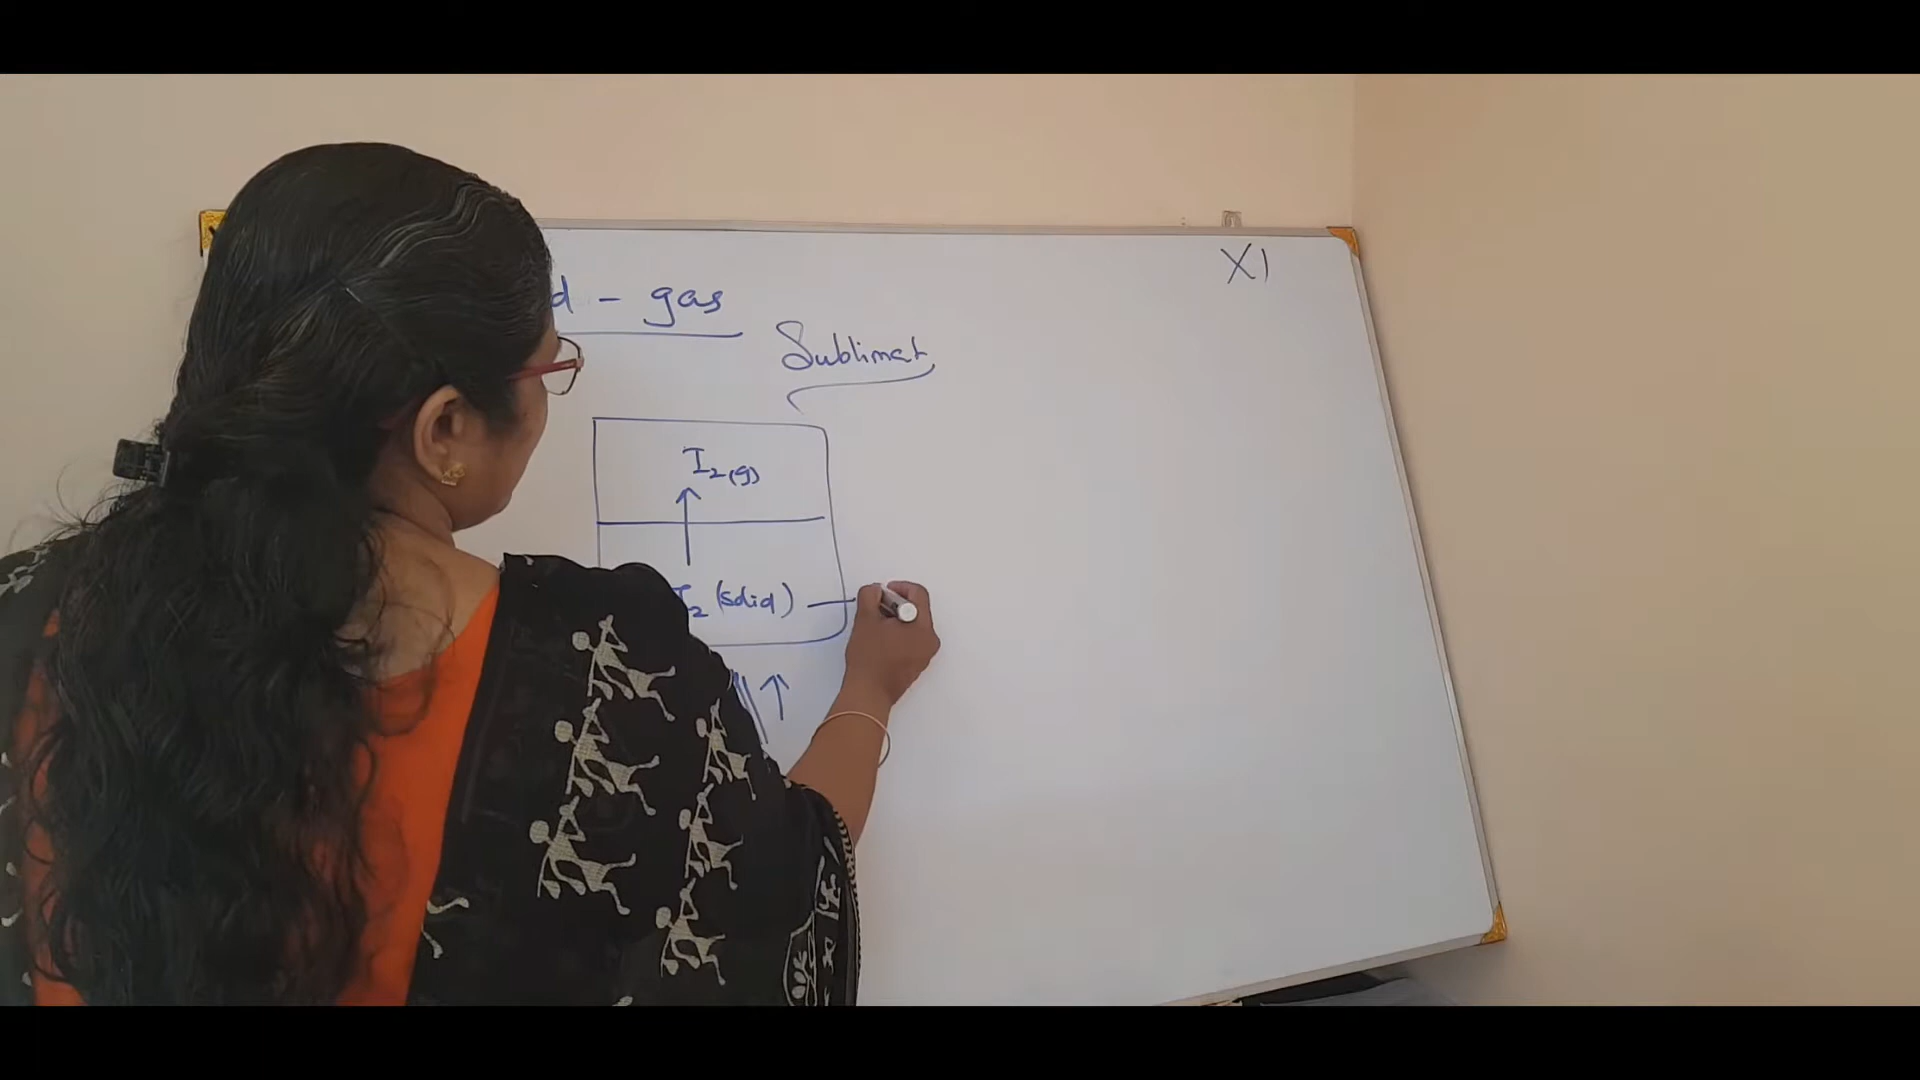 XI
d - gas
Sublimat
I₂(g)
I₂ (solid)